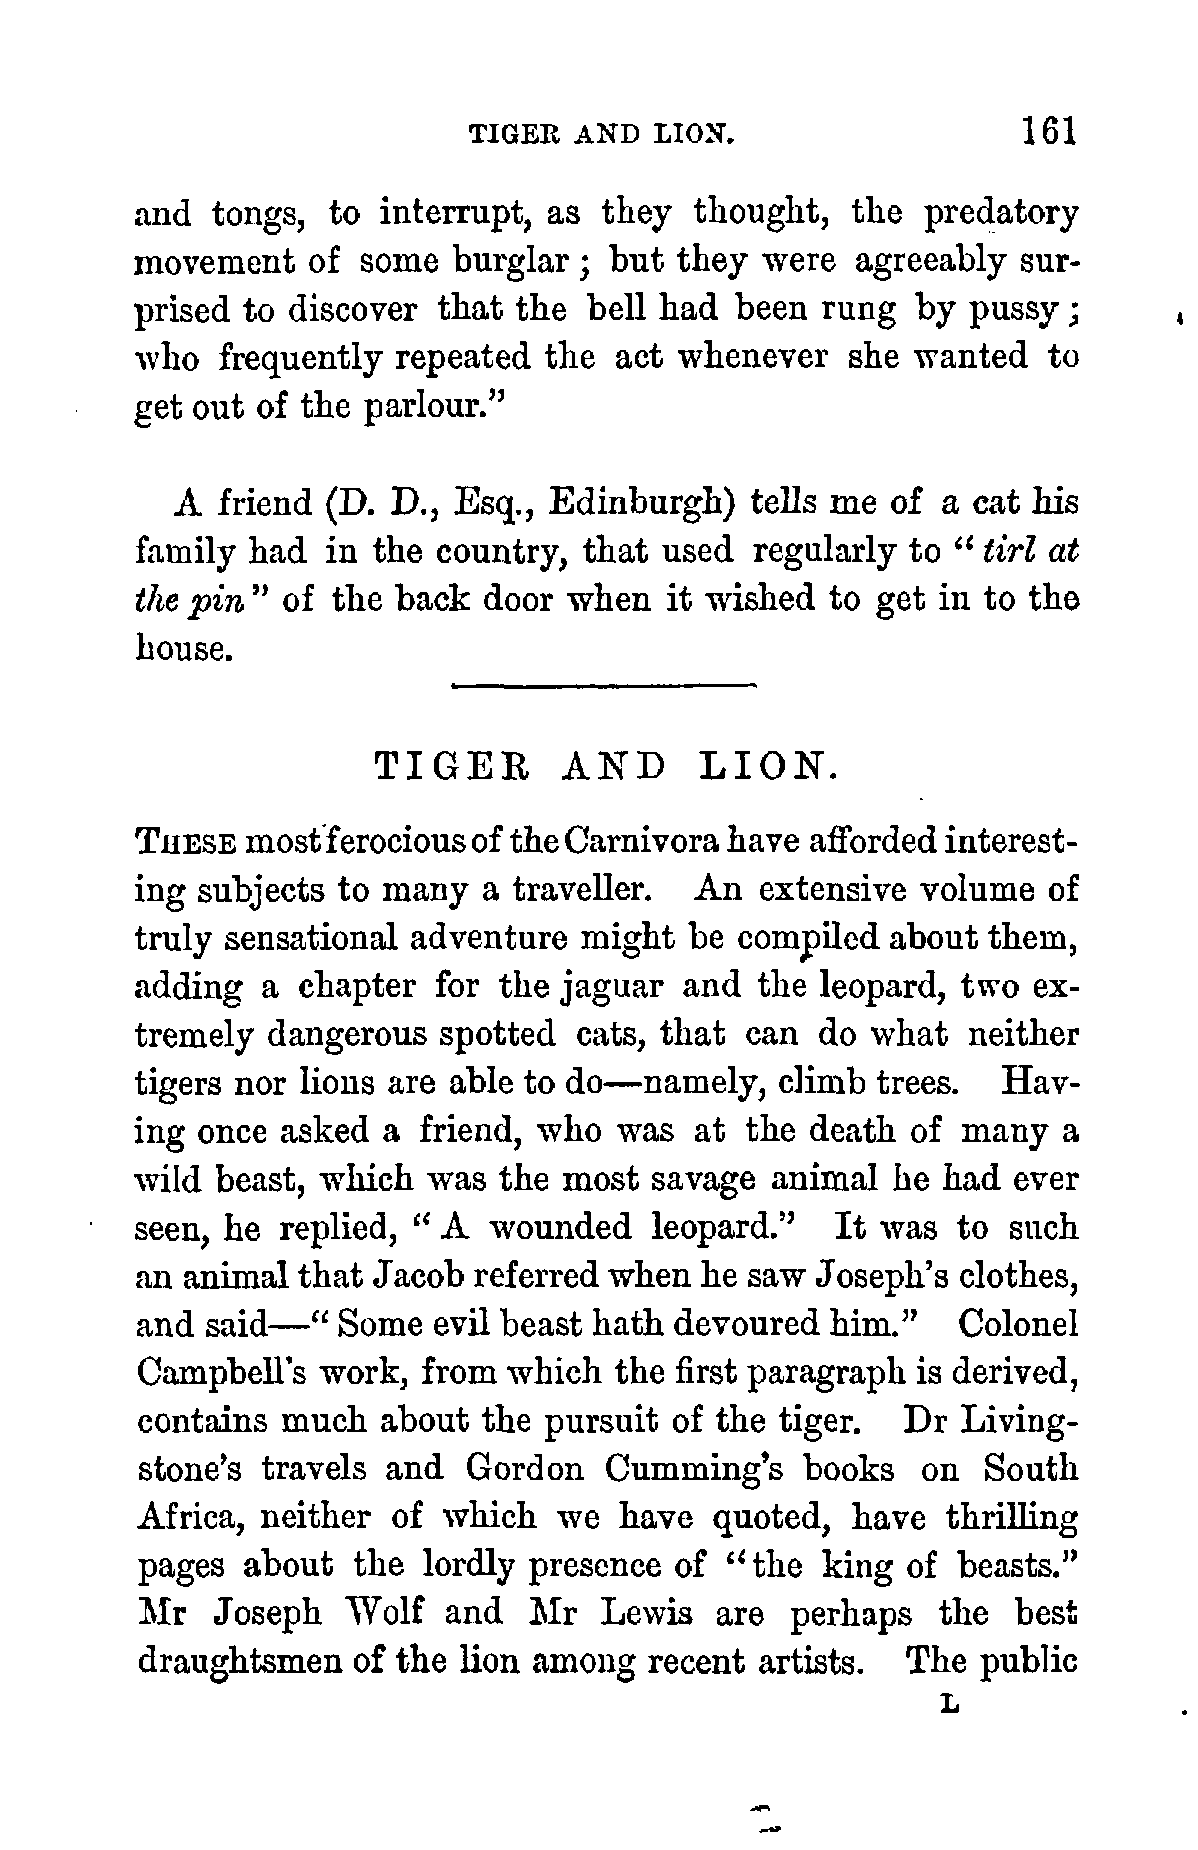 TIGER AND LION. 161
and tongs, to interrupt, as they thought, the predatory
movement of some burglar ; but they were agreeably sur-
prised to discover that the bell had been rung by pussy ;
who frequently repeated the act whenever she wanted to
get out of the parlour.”
A friend (D. D., Esq., Edinburgh) tells me of a cat his
family had in the country, that used regularly to “ tirl at
the pin ” of the back door when it wished to get in to the
house.
TIGER AND LION.
THESE most ferocious of the Carnivora have afforded interest-
ing subjects to many a traveller. An extensive volume of
truly sensational adventure might be compiled about them,
adding a chapter for the jaguar and the leopard, two ex-
tremely dangerous spotted cats, that can do what neither
tigers nor lions are able to do—namely, climb trees. Hav-
ing once asked a friend, who was at the death of many a
wild beast, which was the most savage animal he had ever
seen, he replied, “ A wounded leopard.” It was to such
an animal that Jacob referred when he saw Joseph’s clothes,
and said—“ Some evil beast hath devoured him.” Colonel
Campbell’s work, from which the first paragraph is derived,
contains much about the pursuit of the tiger. Dr Living-
stone’s travels and Gordon Cumming’s books on South
Africa, neither of which we have quoted, have thrilling
pages about the lordly presence of “the king of beasts.”
Mr Joseph Wolf and Mr Lewis are perhaps the best
draughtsmen of the lion among recent artists. The public
L